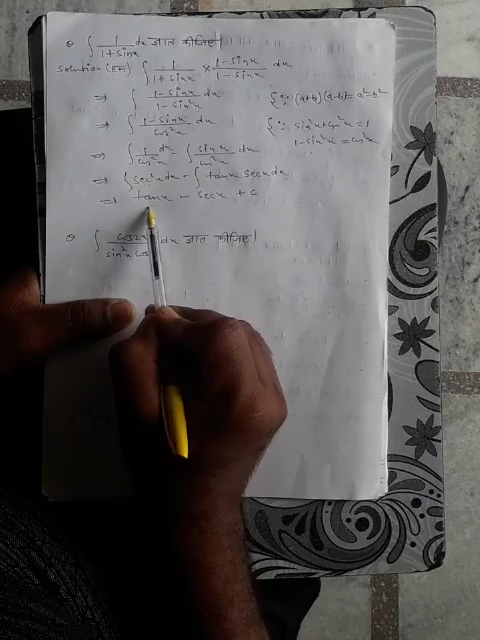 Q ∫ 1/1+sinx dx ज्ञात कीजिए।
Solution (हल) ∫ 1/1+sinx × 1-sinx/1-sinx dx
⇒ ∫ 1-sinx/1-sin²x dx {∵ (a+b)(a-b)=a²-b²
⇒ ∫ 1-sinx/cos²x dx {∵ sin²x+cos²x=1
1-sin²x=cos²x
⇒ ∫ 1/cos²x dx - ∫ sinx/cos²x dx
⇒ ∫ sec²x dx - ∫ tanx secx dx
⇒ tanx - secx + c
Q ∫ cos2x/sin²x cos dx ज्ञात कीजिए।